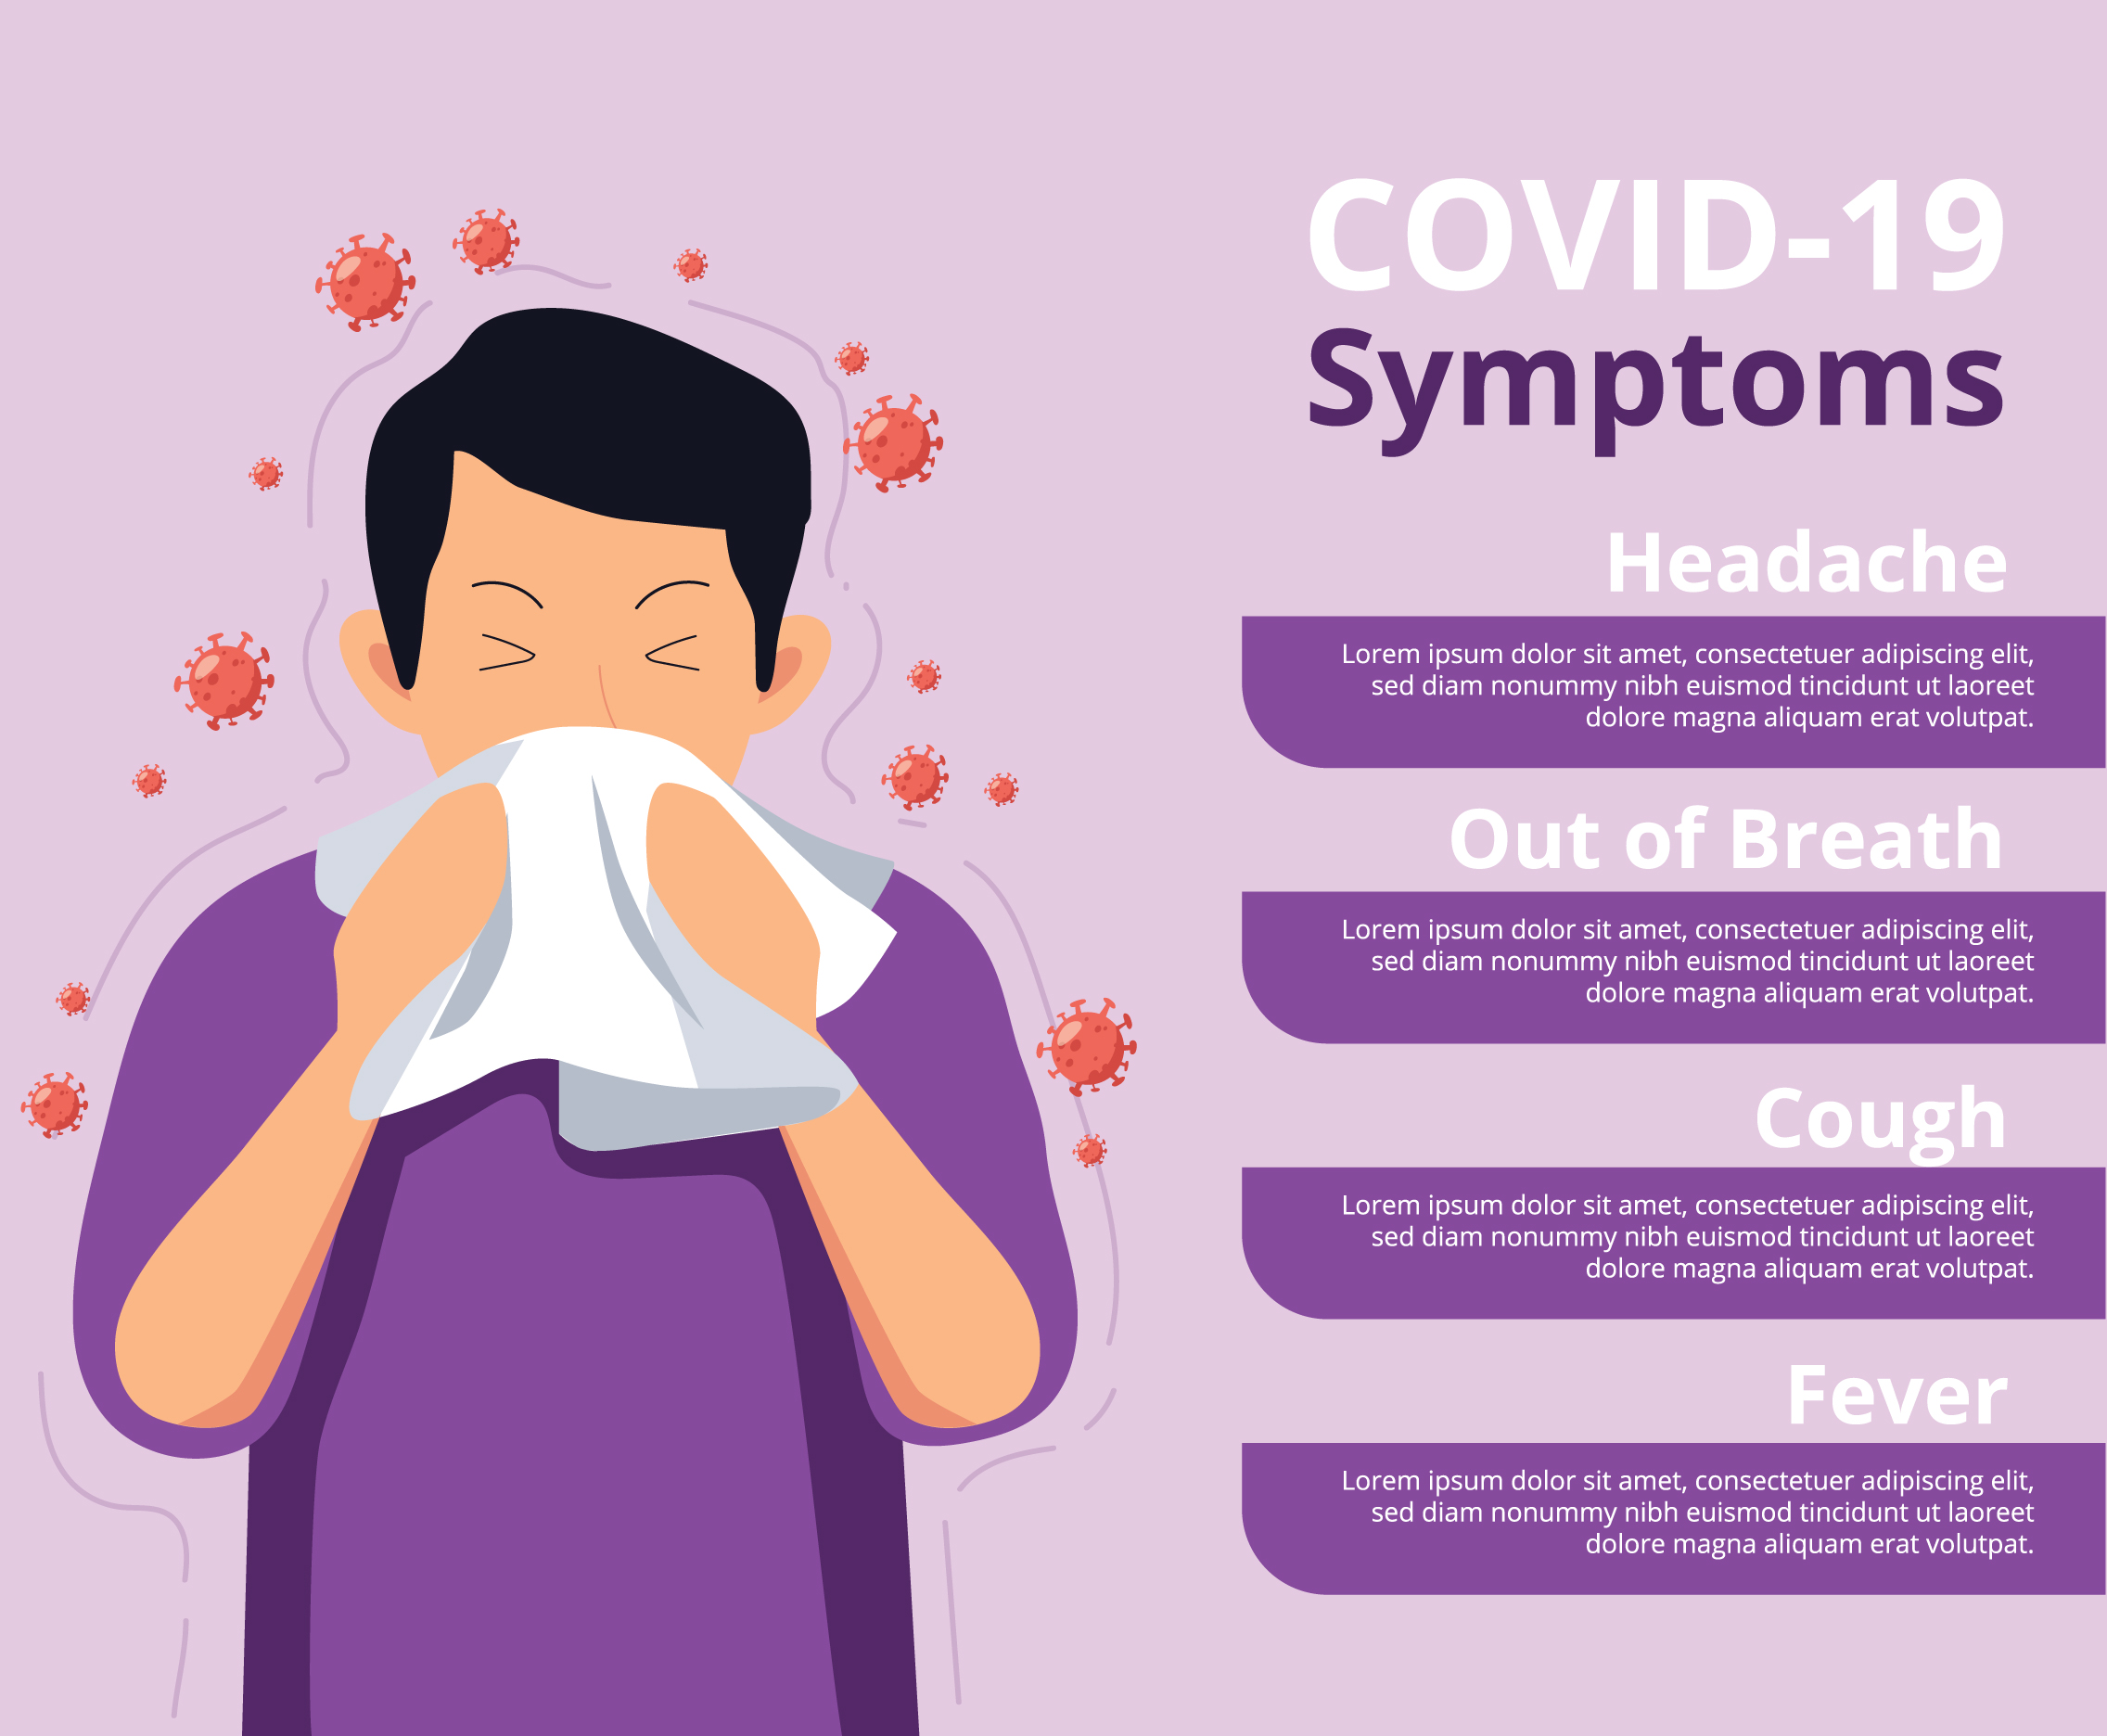 COVID-19
Symptoms
Headache
Lorem ipsum dolor sit amet, consectetuer adipiscing elit,
sed diam nonummy nibh euismod tincidunt ut laoreet
dolore magna aliquam erat volutpat.
Out of Breath
Lorem ipsum dolor sit amet, consectetuer adipiscing elit,
sed diam nonummy nibh euismod tincidunt ut laoreet
dolore magna aliquam erat volutpat.
Cough
Lorem ipsum dolor sit amet, consectetuer adipiscing elit,
sed diam nonummy nibh euismod tincidunt ut laoreet
dolore magna aliquam erat volutpat.
Fever
Lorem ipsum dolor sit amet, consectetuer adipiscing elit,
sed diam nonummy nibh euismod tincidunt ut laoreet
dolore magna aliquam erat volutpat.